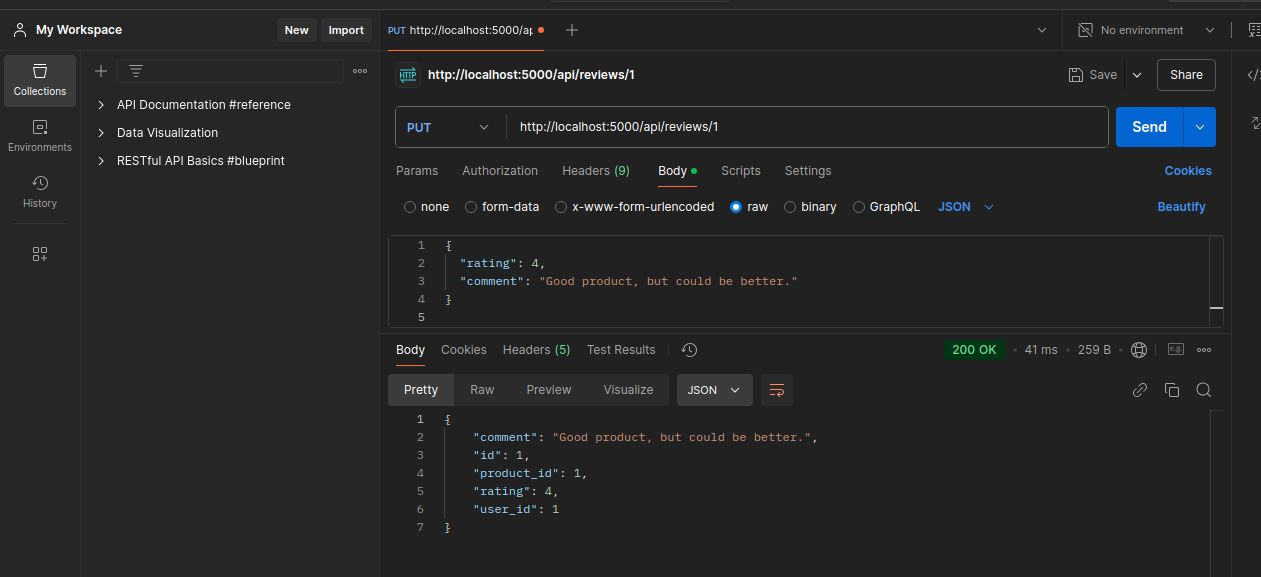 My Workspace New Import PUT http://localhost:5000/ap No environment
Collections
Environments
History
API Documentation #reference
Data Visualization
RESTful API Basics #blueprint
HTTP http://localhost:5000/api/reviews/1 Save Share
PUT http://localhost:5000/api/reviews/1 Send
Params Authorization Headers (9) Body Scripts Settings Cookies
none form-data x-www-form-urlencoded raw binary GraphQL JSON Beautify
1 {
2 "rating": 4,
3 "comment": "Good product, but could be better."
4 }
5
Body Cookies Headers (5) Test Results 200 OK 41 ms 259 B e.g.
Pretty Raw Preview Visualize JSON
1 {
2 "comment": "Good product, but could be better.",
3 "id": 1,
4 "product_id": 1,
5 "rating": 4,
6 "user_id": 1
7 }